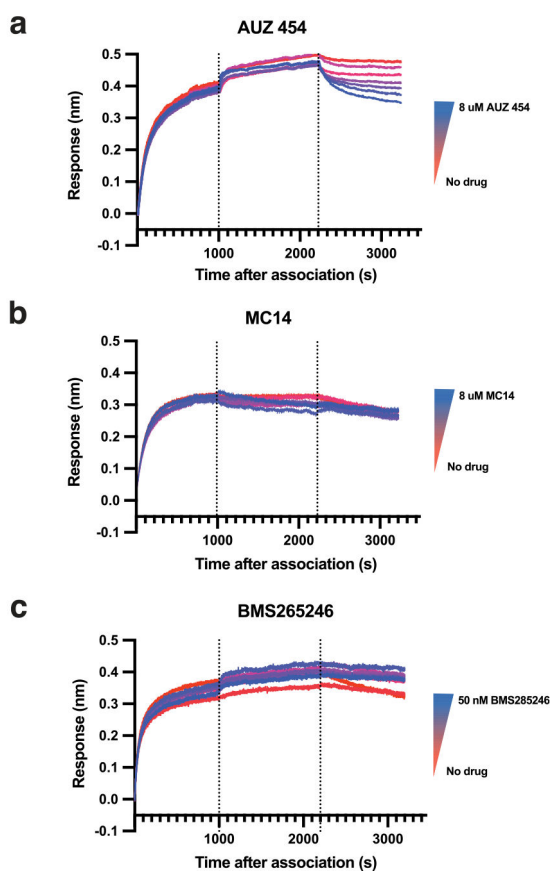 a
AUZ 454
0.5
0.4
0.3
0.2
0.1
0.0
-0.1
Response (nm)
1000
2000
3000
Time after association (s)
8 uM AUZ 454
No drug
b
MC14
0.5
0.4
0.3
0.2
0.1
0.0
-0.1
Response (nm)
1000
2000
3000
Time after association (s)
8 uM MC14
No drug
c
BMS265246
0.5
0.4
0.3
0.2
0.1
0.0
-0.1
Response (nm)
1000
2000
3000
Time after association (s)
50 nM BMS285246
No drug